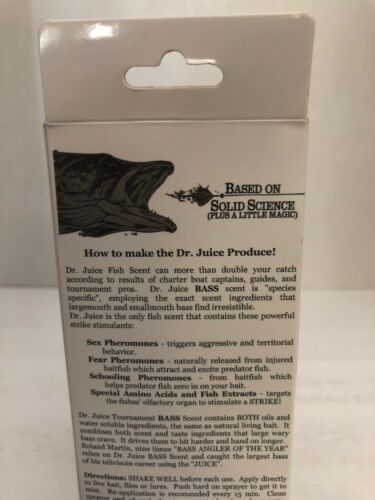 BASED ON
SOLID SCIENCE
(PLUS A LITTLE MAGIC)
How to make the Dr. Juice Produce!
Dr. Juice Fish Scent can more than double your catch
according to results of charter boat captains, guides, and
tournament pros. Dr. Juice BASS scent is "species
specific", employing the exact scent ingredients that
largemouth and smallmouth bass find irresistible.
Dr. Juice is the only fish scent that contains these powerful
strike stimulants:
Sex Pheromones - triggers aggressive and territorial
behavior.
Fear Pheromones - naturally released from injured
baitfish which attract and excite predator fish.
Schooling Pheromones - from baitfish which
helps predator fish zero in on your bait.
Special Amino Acids and Fish Extracts - targets
the fishes' olfactory organ to stimulate a STRIKE!
Dr. Juice Tournament BASS Scent contains BOTH oils and
water soluble ingredients, the same as natural living bait. It
combines both scent and taste ingredients that large wary
bass crave. It drives them to hit harder and hold on longer.
Roland Martin, nine times "BASS ANGLER OF THE YEAR"
relies on Dr. Juice BASS Scent and caught the largest bass
of his television career using the "JUICE".
Directions: SHAKE WELL before each use. Apply directly
to live bait, flies or lures. Push hard on sprayer to get it to
mist. Re-application is recomended every 15 min. Clean